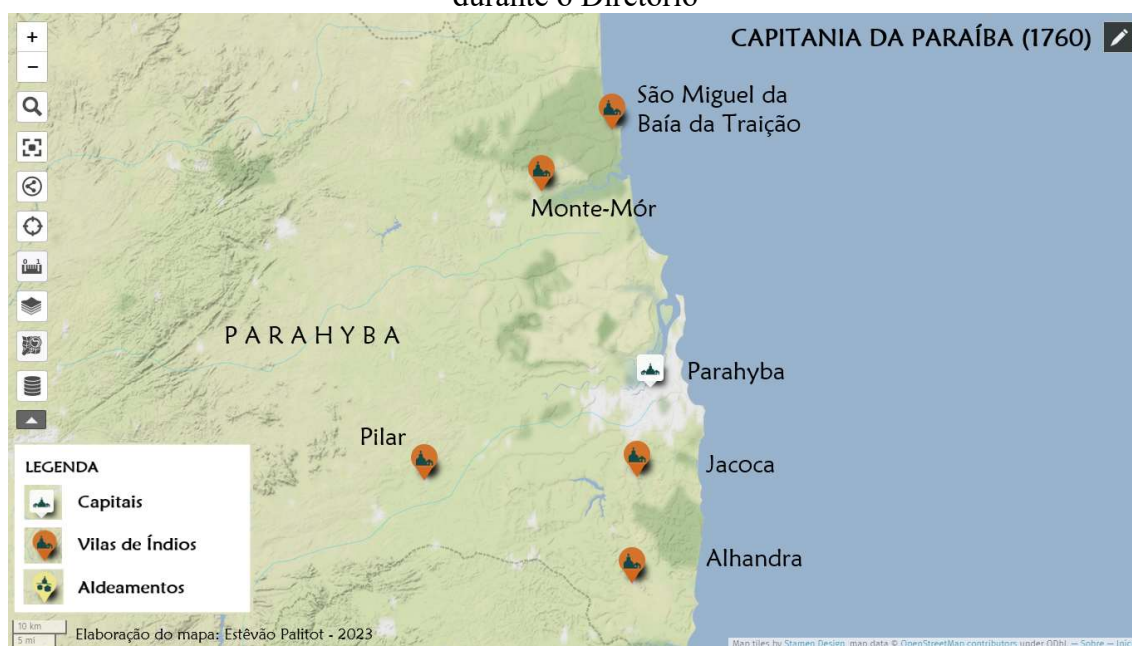 durante o Diretório
CAPITANIA DA PARAÍBA (1760)
+
−
São Miguel da
Baía da Traição
Monte-Mór
PARAHYBA
Parahyba
Pilar
Jacoca
Alhandra
LEGENDA
Capitais
Vilas de Índios
Aldeamentos
10 km
5 mi
Elaboração do mapa: Estêvão Palitot - 2023
Map tiles by Stamen Design, map data © OpenStreetMap contributors under ODbL — Sobre — Iníc